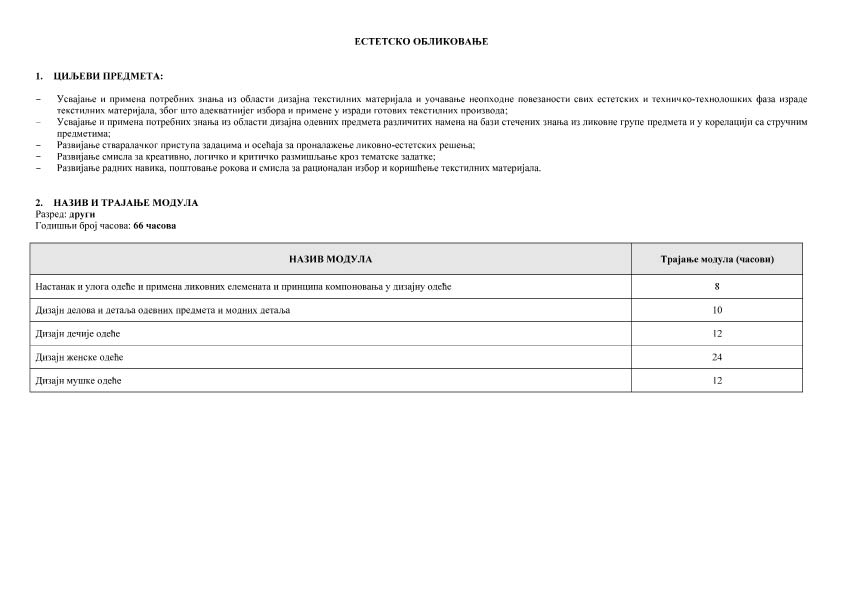 ЕСТЕТСКО ОБЛИКОВАЊЕ
1. ЦИЉЕВИ ПРЕДМЕТА:
– Усвајање и примена потребних знања из области дизајна текстилних материјала и уочавање неопходне повезаности свих естетских и техничко-технолошких фаза израде
текстилних материјала, због што адекватнијег избора и примене у изради готових текстилних производа;
– Усвајање и примена потребних знања из области дизајна одевних предмета различитих намена на бази стечених знања из ликовне групе предмета и у корелацији са стручним
предметима;
– Развијање стваралачког приступа задацима и осећаја за проналажење ликовно-естетских решења;
– Развијање смисла за креативно, логичко и критичко размишљање кроз тематске задатке;
– Развијање радних навика, поштовање рокова и смисла за рационалан избор и коришћење текстилних материјала.
2. НАЗИВ И ТРАЈАЊЕ МОДУЛА
Разред: други
Годишњи број часова: 66 часова
НАЗИВ МОДУЛА Трајање модула (часови)
Настанак и улога одеће и примена ликовних елемената и принципа компоновања у дизајну одеће 8
Дизајн делова и детаља одевних предмета и модних детаља 10
Дизајн дечије одеће 12
Дизајн женске одеће 24
Дизајн мушке одеће 12